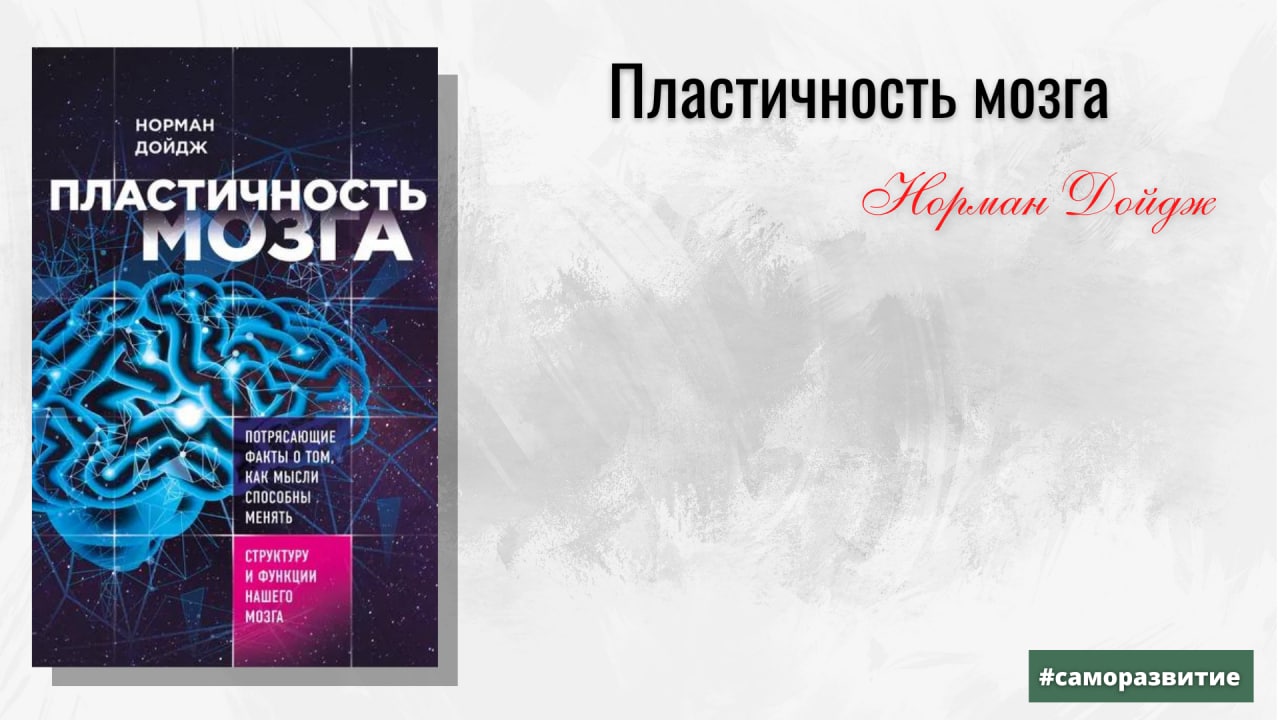 НОРМАН
ДОЙДЖ
ПЛАСТИЧНОСТЬ
МОЗГА
ПОТРЯСАЮЩИЕ
ФАКТЫ О ТОМ,
КАК МЫСЛИ
СПОСОБНЫ
МЕНЯТЬ
СТРУКТУРУ
И ФУНКЦИИ
НАШЕГО
МОЗГА
Пластичность мозга
Норман Дойдж
#саморазвитие